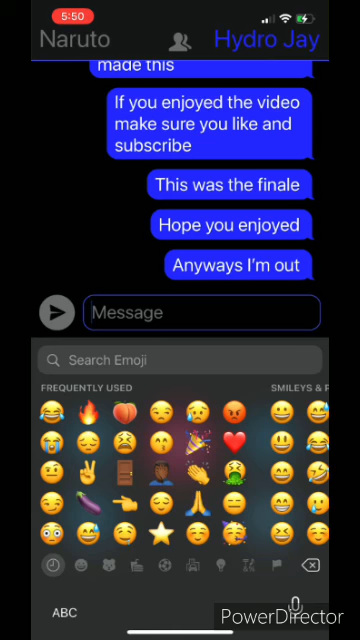 5:50
Naruto
Hydro Jay
made this
If you enjoyed the video
make sure you like and
subscribe
This was the finale
Hope you enjoyed
Anyways I'm out
Message
Search Emoji
FREQUENTLY USED
SMILEYS & P
ABC
PowerDirector